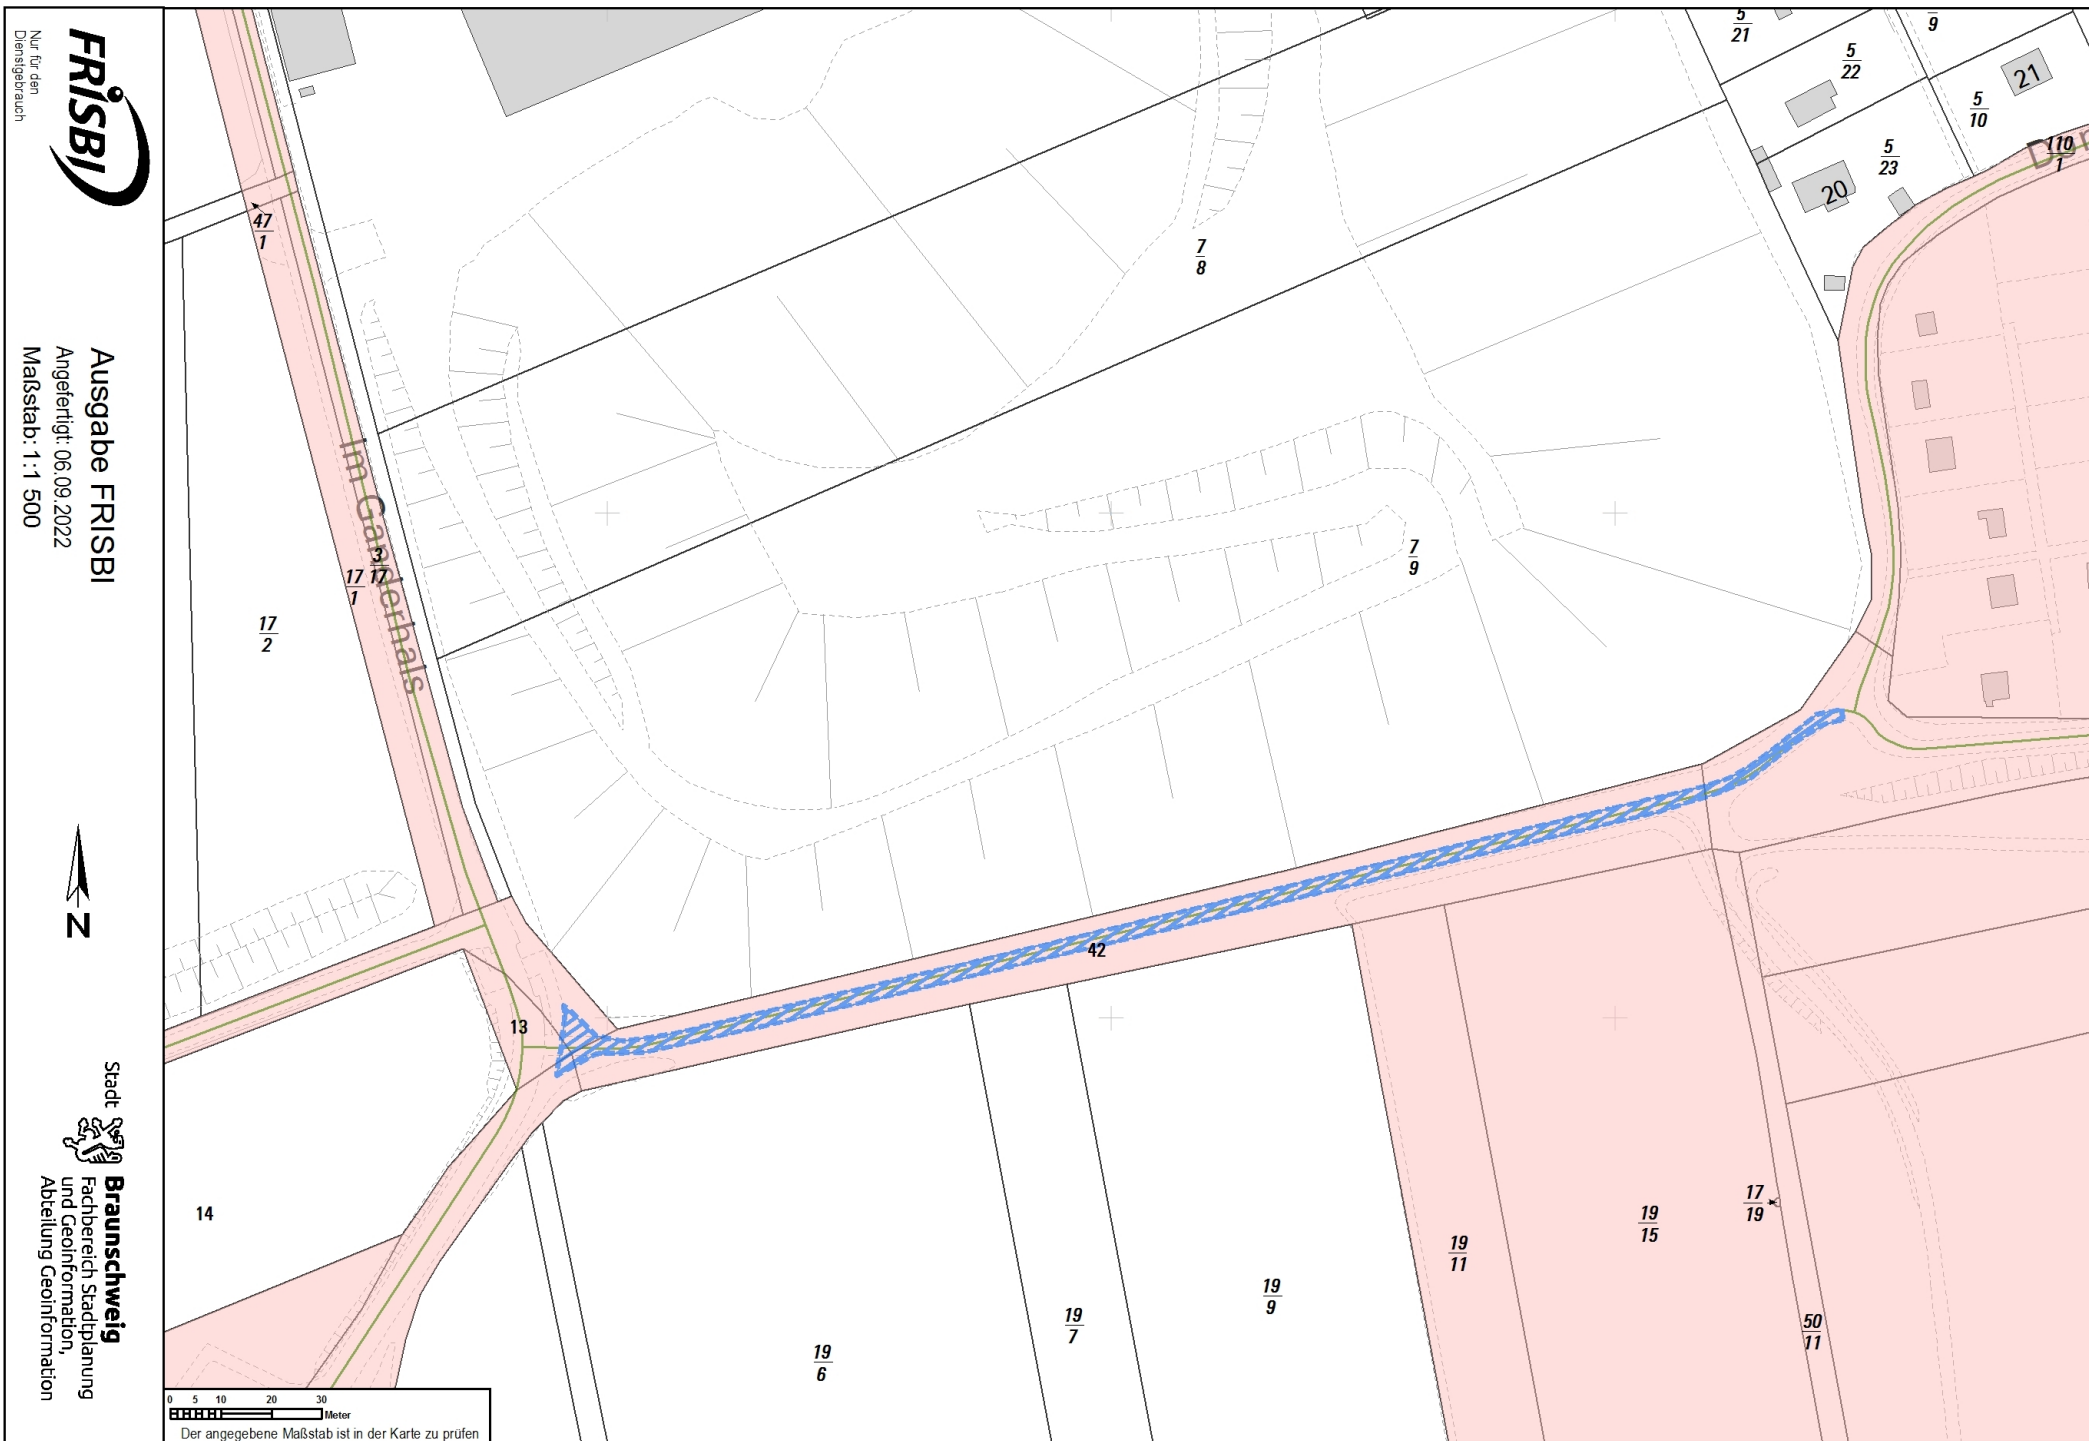 FRISBI
Nur für den
Dienstgebrauch
Ausgabe FRISBI
Angefertigt: 06.09.2022
Maßstab: 1:1 500
N
Stadt
Braunschweig
Fachbereich Stadtplanung
und Geoinformation,
Abteilung Geoinformation
5
21
9
5
22
21
5
10
110
1
5
23
20
47
1
7
8
Im Ganderhals
3
17
17
1
7
9
17
2
42
13
14
17
19
19
15
19
11
19
9
19
7
50
11
19
6
0 5 10 20 30
Meter
Der angegebene Maßstab ist in der Karte zu prüfen